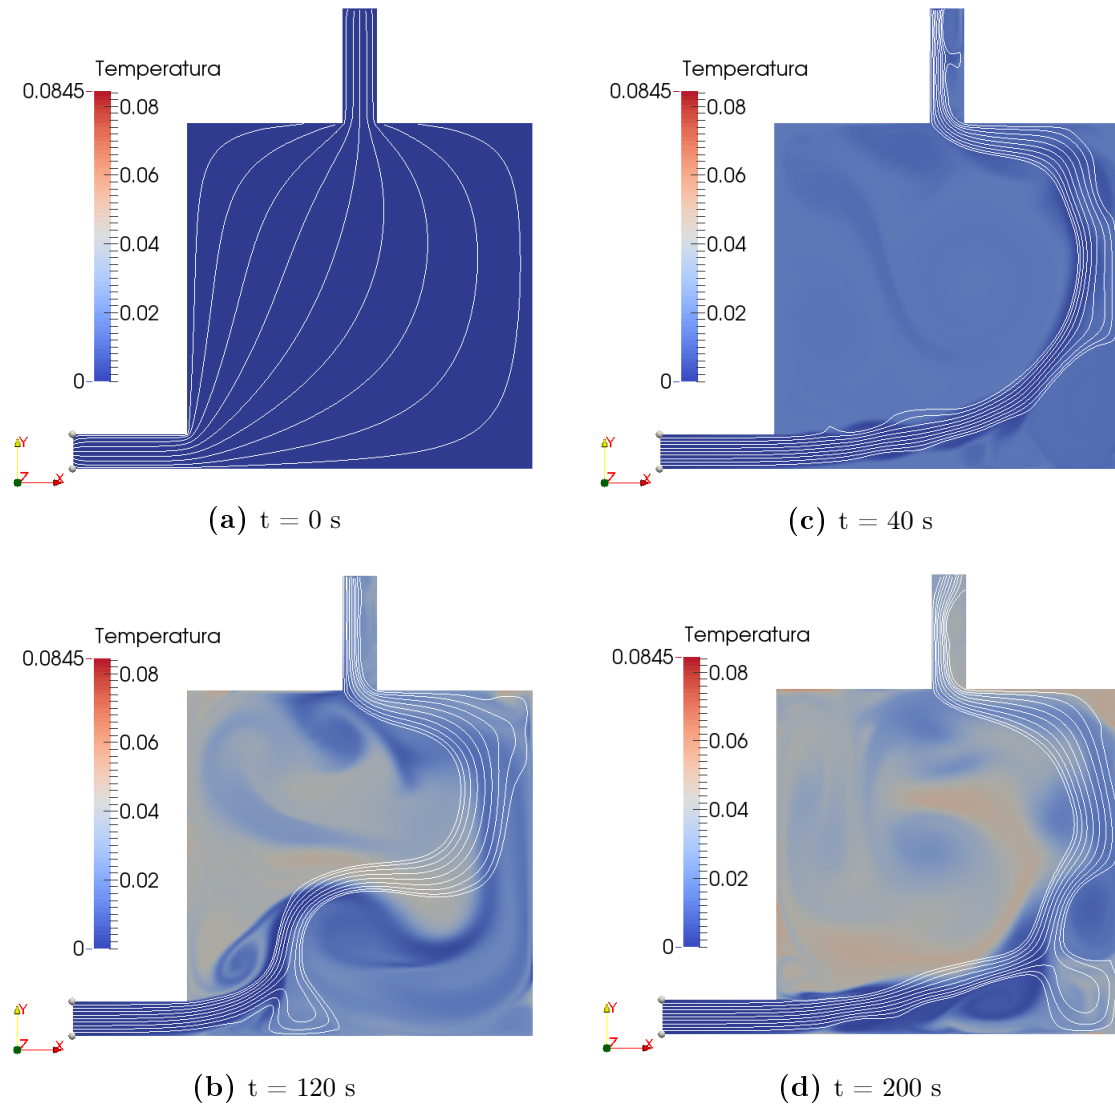 Temperatura
0.0845
0.08
0.06
0.04
0.02
0
Y
Z
X
(a) t = 0 s
Temperatura
0.0845
0.08
0.06
0.04
0.02
0
Y
Z
X
(c) t = 40 s
Temperatura
0.0845
0.08
0.06
0.04
0.02
0
Y
Z
X
(b) t = 120 s
Temperatura
0.0845
0.08
0.06
0.04
0.02
0
Y
Z
X
(d) t = 200 s